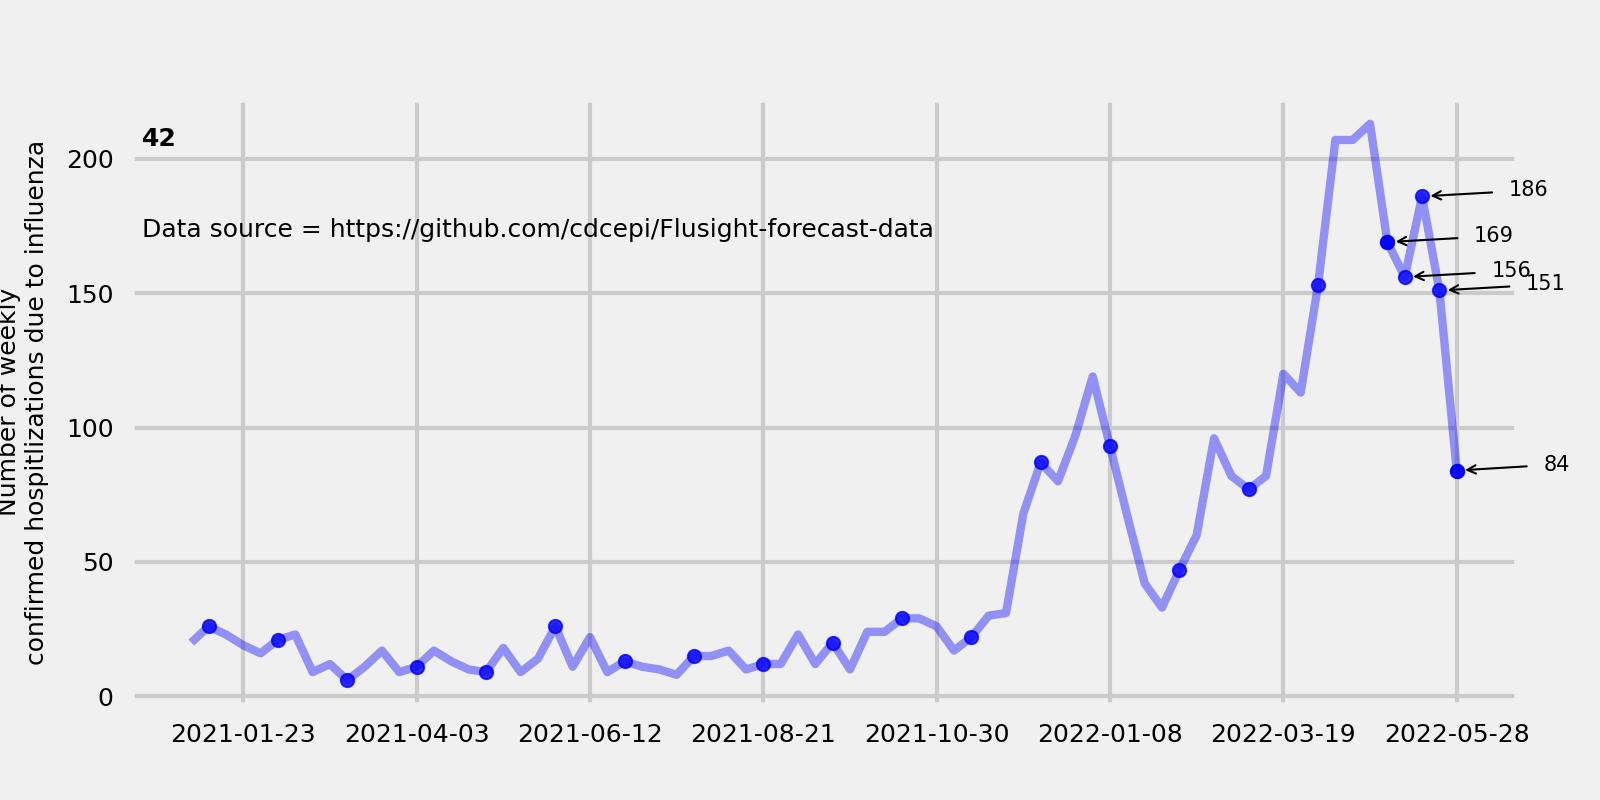 42
Data source = https://github.com/cdcepi/Flusight-forecast-data
Number of weekly
confirmed hospitlizations due to influenza
200
150
100
50
0
186
169
156
151
84
2021-01-23 2021-04-03 2021-06-12 2021-08-21 2021-10-30 2022-01-08 2022-03-19 2022-05-28